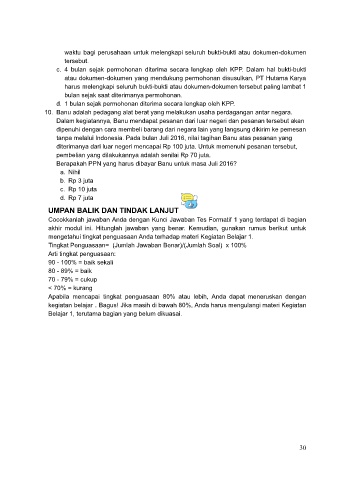 waktu bagi perusahaan untuk melengkapi seluruh bukti-bukti atau dokumen-dokumen
tersebut.
c. 4 bulan sejak permohonan diterima secara lengkap oleh KPP. Dalam hal bukti-bukti
atau dokumen-dokumen yang mendukung permohonan disusulkan, PT Hutama Karya
harus melengkapi seluruh bukti-bukti atau dokumen-dokumen tersebut paling lambat 1
bulan sejak saat diterimanya permohonan.
d. 1 bulan sejak permohonan diterima secara lengkap oleh KPP.
10. Banu adalah pedagang alat berat yang melakukan usaha perdagangan antar negara.
Dalam kegiatannya, Banu mendapat pesanan dari luar negeri dan pesanan tersebut akan
dipenuhi dengan cara membeli barang dari negara lain yang langsung dikirim ke pemesan
tanpa melalui Indonesia. Pada bulan Juli 2016, nilai tagihan Banu atas pesanan yang
diterimanya dari luar negeri mencapai Rp 100 juta. Untuk memenuhi pesanan tersebut,
pembelian yang dilakukannya adalah senilai Rp 70 juta.
Berapakah PPN yang harus dibayar Banu untuk masa Juli 2016?
a. Nihil
b. Rp 3 juta
c. Rp 10 juta
d. Rp 7 juta
UMPAN BALIK DAN TINDAK LANJUT
Cocokkanlah jawaban Anda dengan Kunci Jawaban Tes Formatif 1 yang terdapat di bagian
akhir modul ini. Hitunglah jawaban yang benar. Kemudian, gunakan rumus berikut untuk
mengetahui tingkat penguasaan Anda terhadap materi Kegiatan Belajar 1.
Tingkat Penguasaan= (Jumlah Jawaban Benar)/(Jumlah Soal) x 100%
Arti tingkat penguasaan:
90 - 100% = baik sekali
80 - 89% = baik
70 - 79% = cukup
< 70% = kurang
Apabila mencapai tingkat penguasaan 80% atau lebih, Anda dapat meneruskan dengan
kegiatan belajar . Bagus! Jika masih di bawah 80%, Anda harus mengulangi materi Kegiatan
Belajar 1, terutama bagian yang belum dikuasai.
30